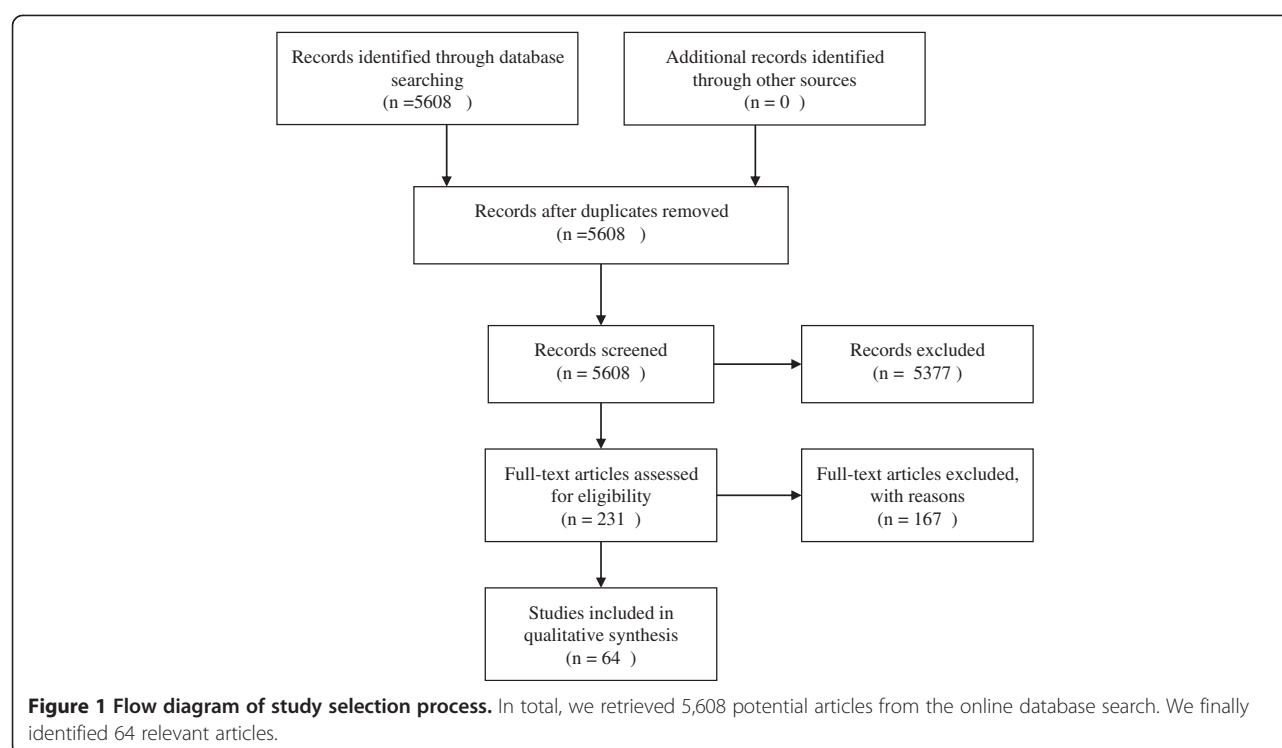 Records identified through database
searching
(n =5608   )
Additional records identified
through other sources
(n = 0   )
Records after duplicates removed
(n =5608   )
Records screened
(n = 5608   )
Records excluded
(n =  5377 )
Full-text articles assessed
for eligibility
(n = 231   )
Full-text articles excluded,
with reasons
(n = 167   )
Studies included in
qualitative synthesis
(n = 64   )
Figure 1 Flow diagram of study selection process. In total, we retrieved 5,608 potential articles from the online database search. We finally
identified 64 relevant articles.